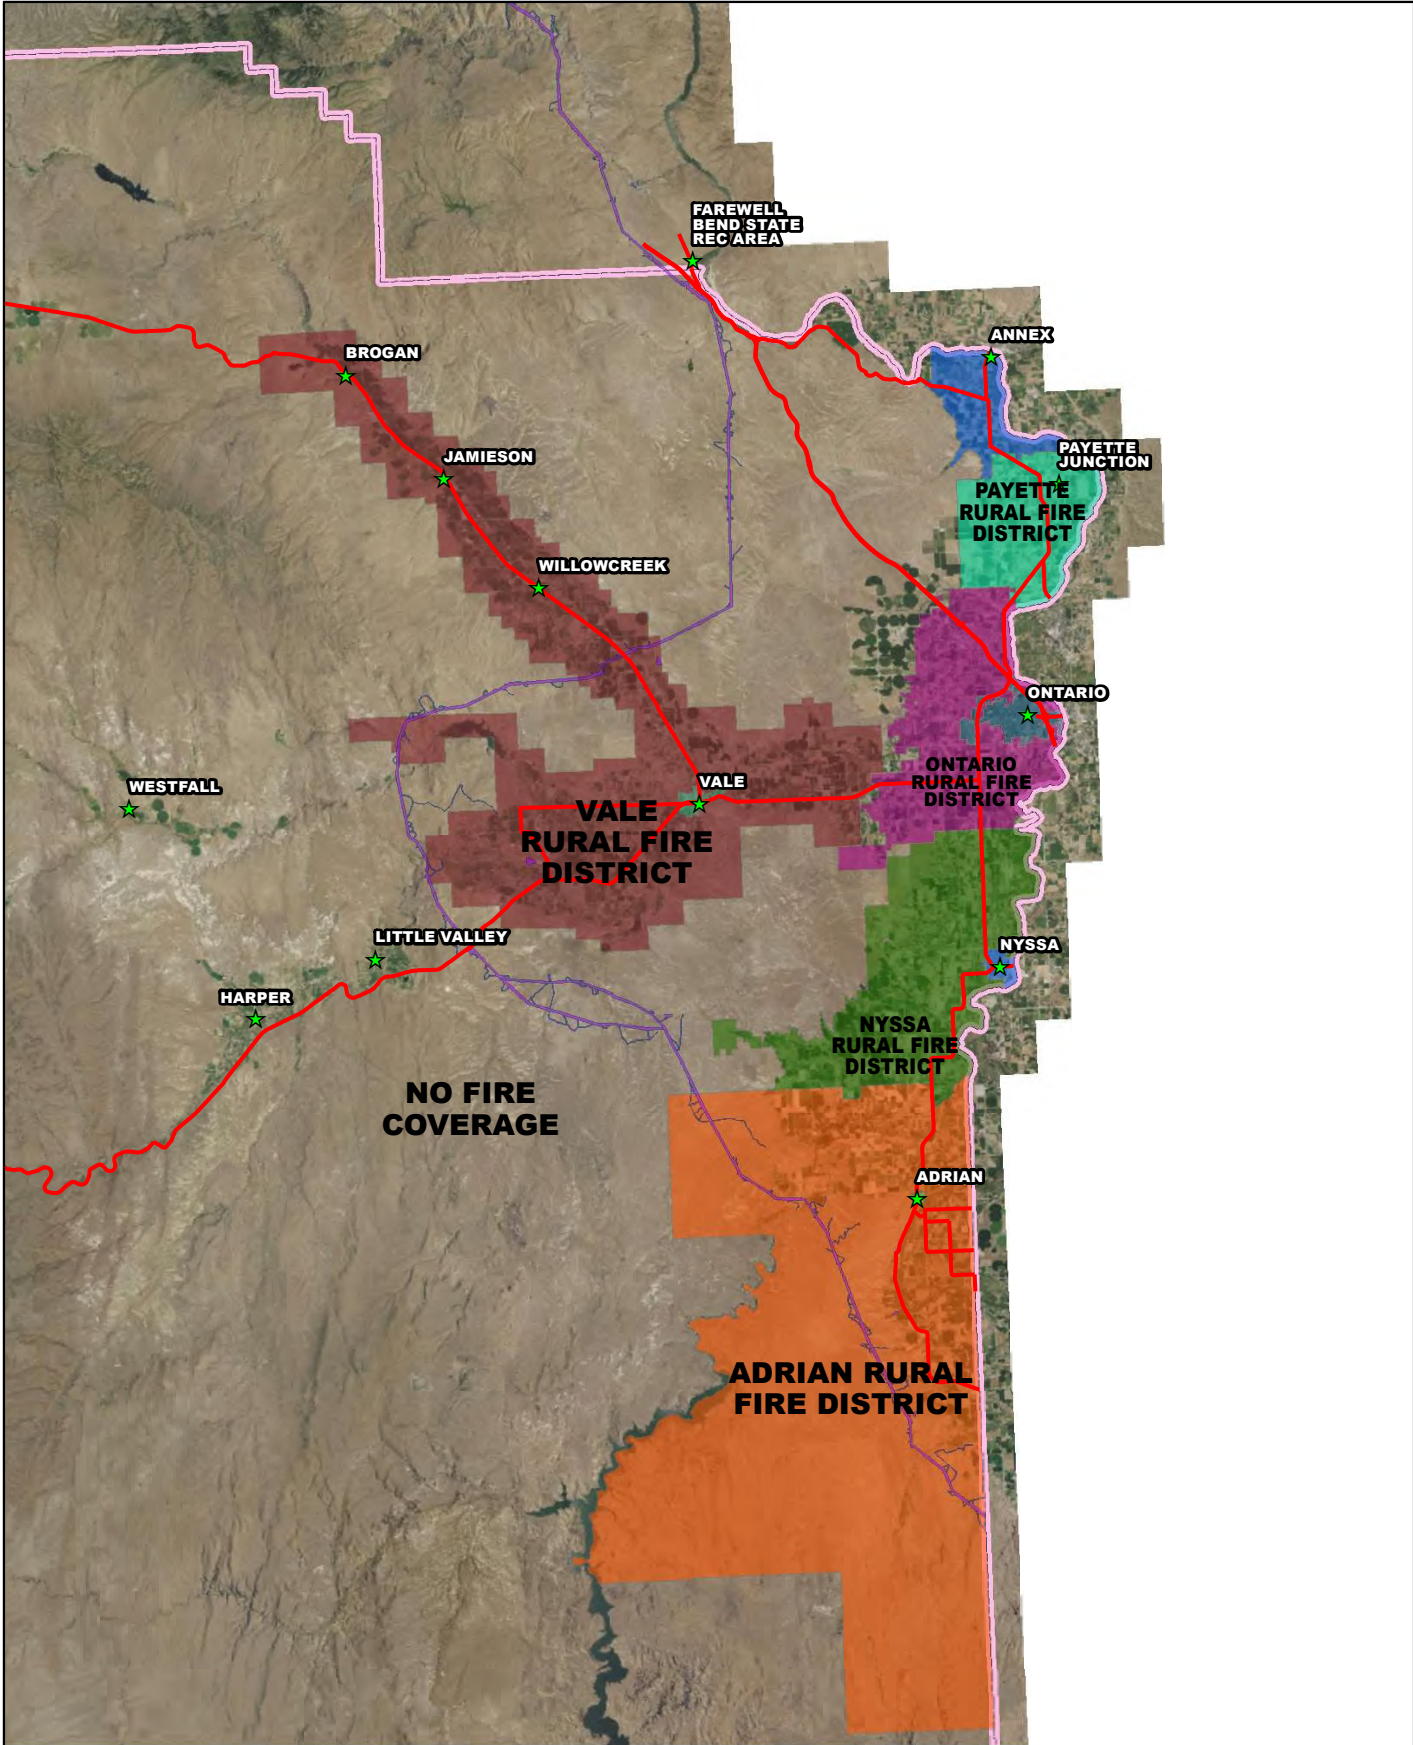 FAREWELL
BEND STATE
REC AREA
ANNEX
BROGAN
PAYETTE
JUNCTION
JAMIESON
PAYETTE
RURAL FIRE
DISTRICT
WILLOWCREEK
ONTARIO
ONTARIO
RURAL FIRE
DISTRICT
WESTFALL
VALE
VALE
RURAL FIRE
DISTRICT
LITTLE VALLEY
NYSSA
HARPER
NYSSA
RURAL FIRE
DISTRICT
NO FIRE
COVERAGE
ADRIAN
ADRIAN RURAL
FIRE DISTRICT